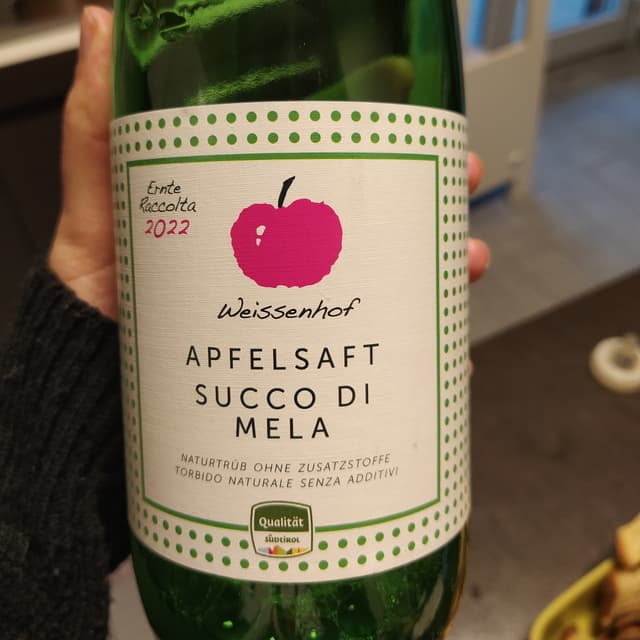 Ernte
Raccolta
2022
Weissenhof
APFELSAFT
SUCCO DI
MELA
NATURTRÜB OHNE ZUSATZSTOFFE
TORBIDO NATURALE SENZA ADDITIVI
Qualität
SÜDTIROL